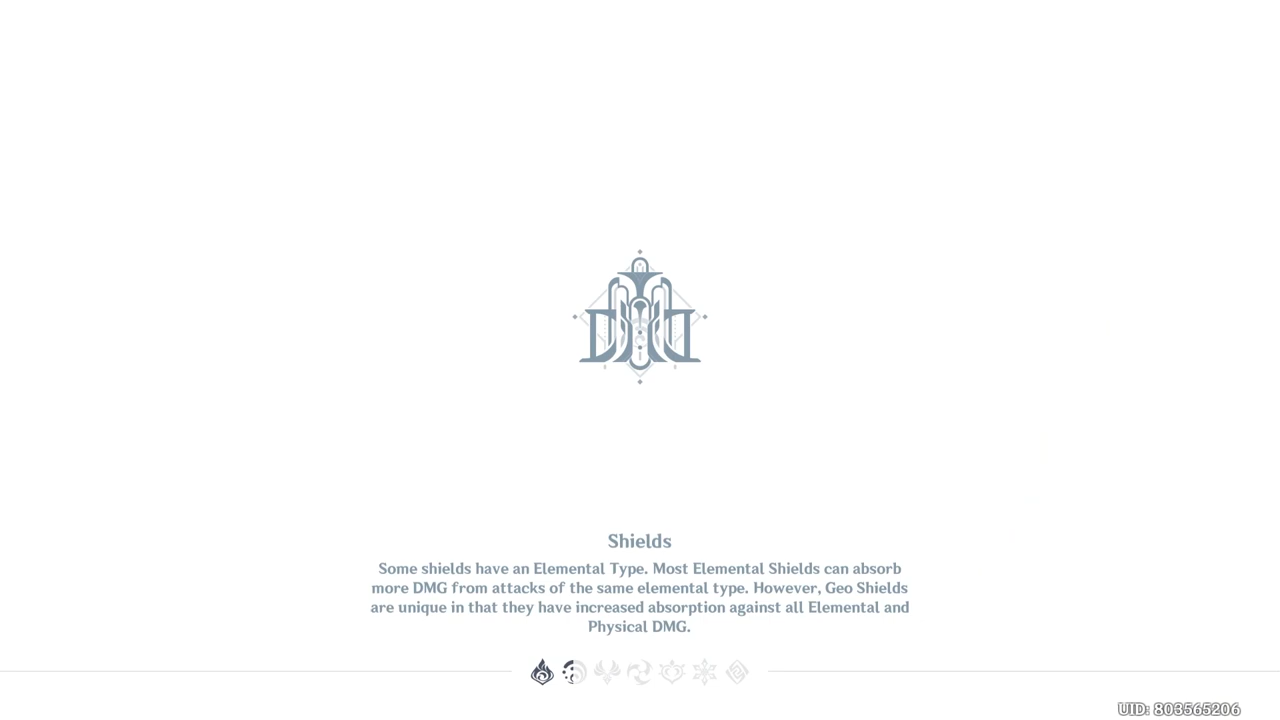 Shields
Some shields have an Elemental Type. Most Elemental Shields can absorb
more DMG from attacks of the same elemental type. However, Geo Shields
are unique in that they have increased absorption against all Elemental and
Physical DMG.
UID: 803565206